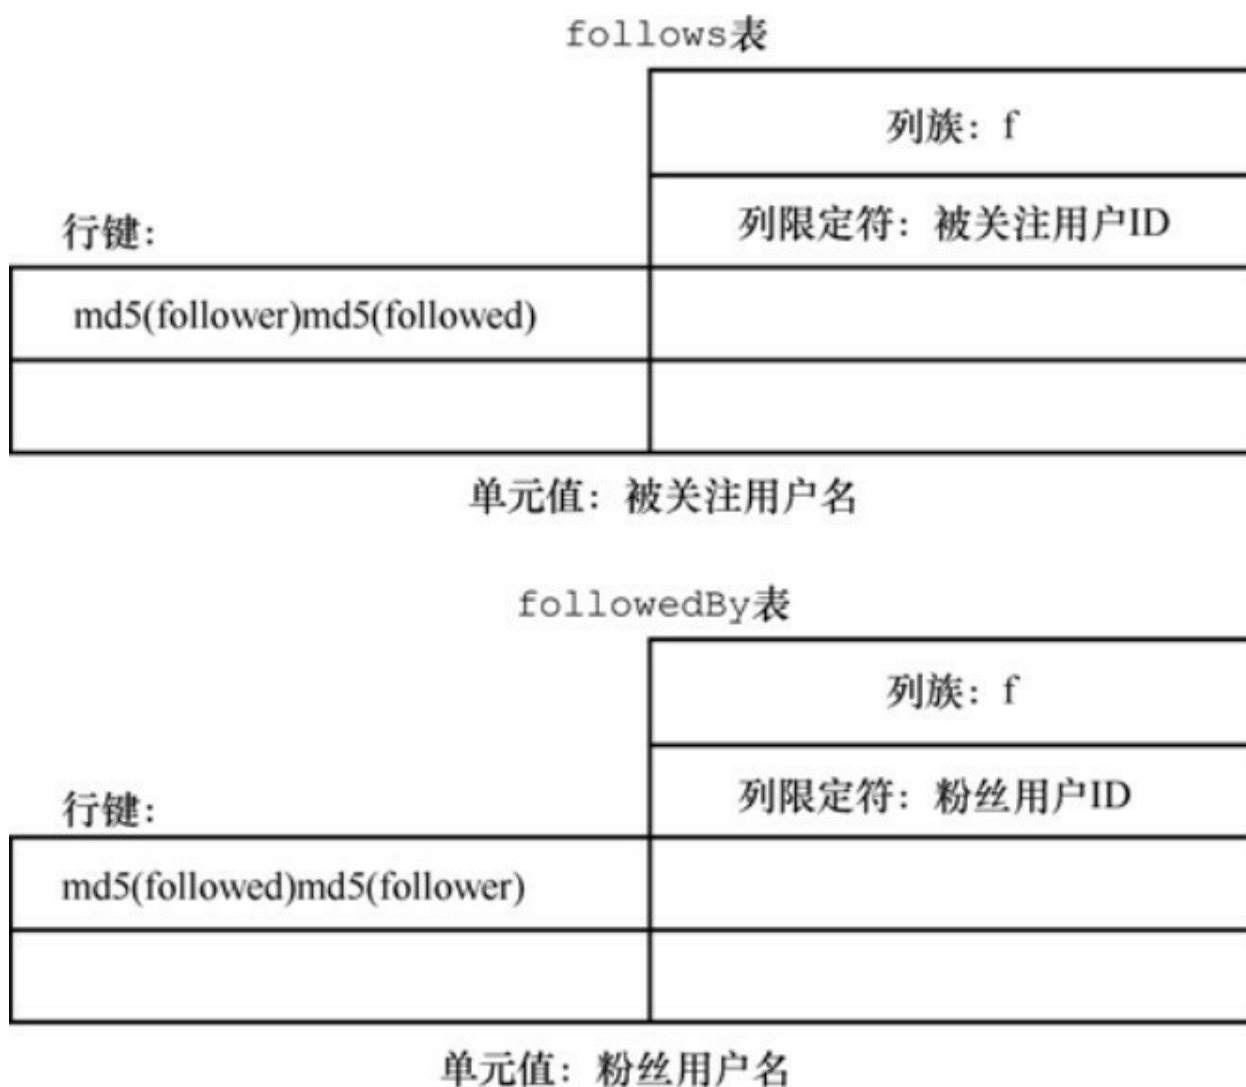 follows表
列族：f
行键：
列限定符：被关注用户ID
md5(follower)md5(followed)
单元值：被关注用户名
followedBy表
列族：f
行键：
列限定符：粉丝用户ID
md5(followed)md5(follower)
单元值：粉丝用户名